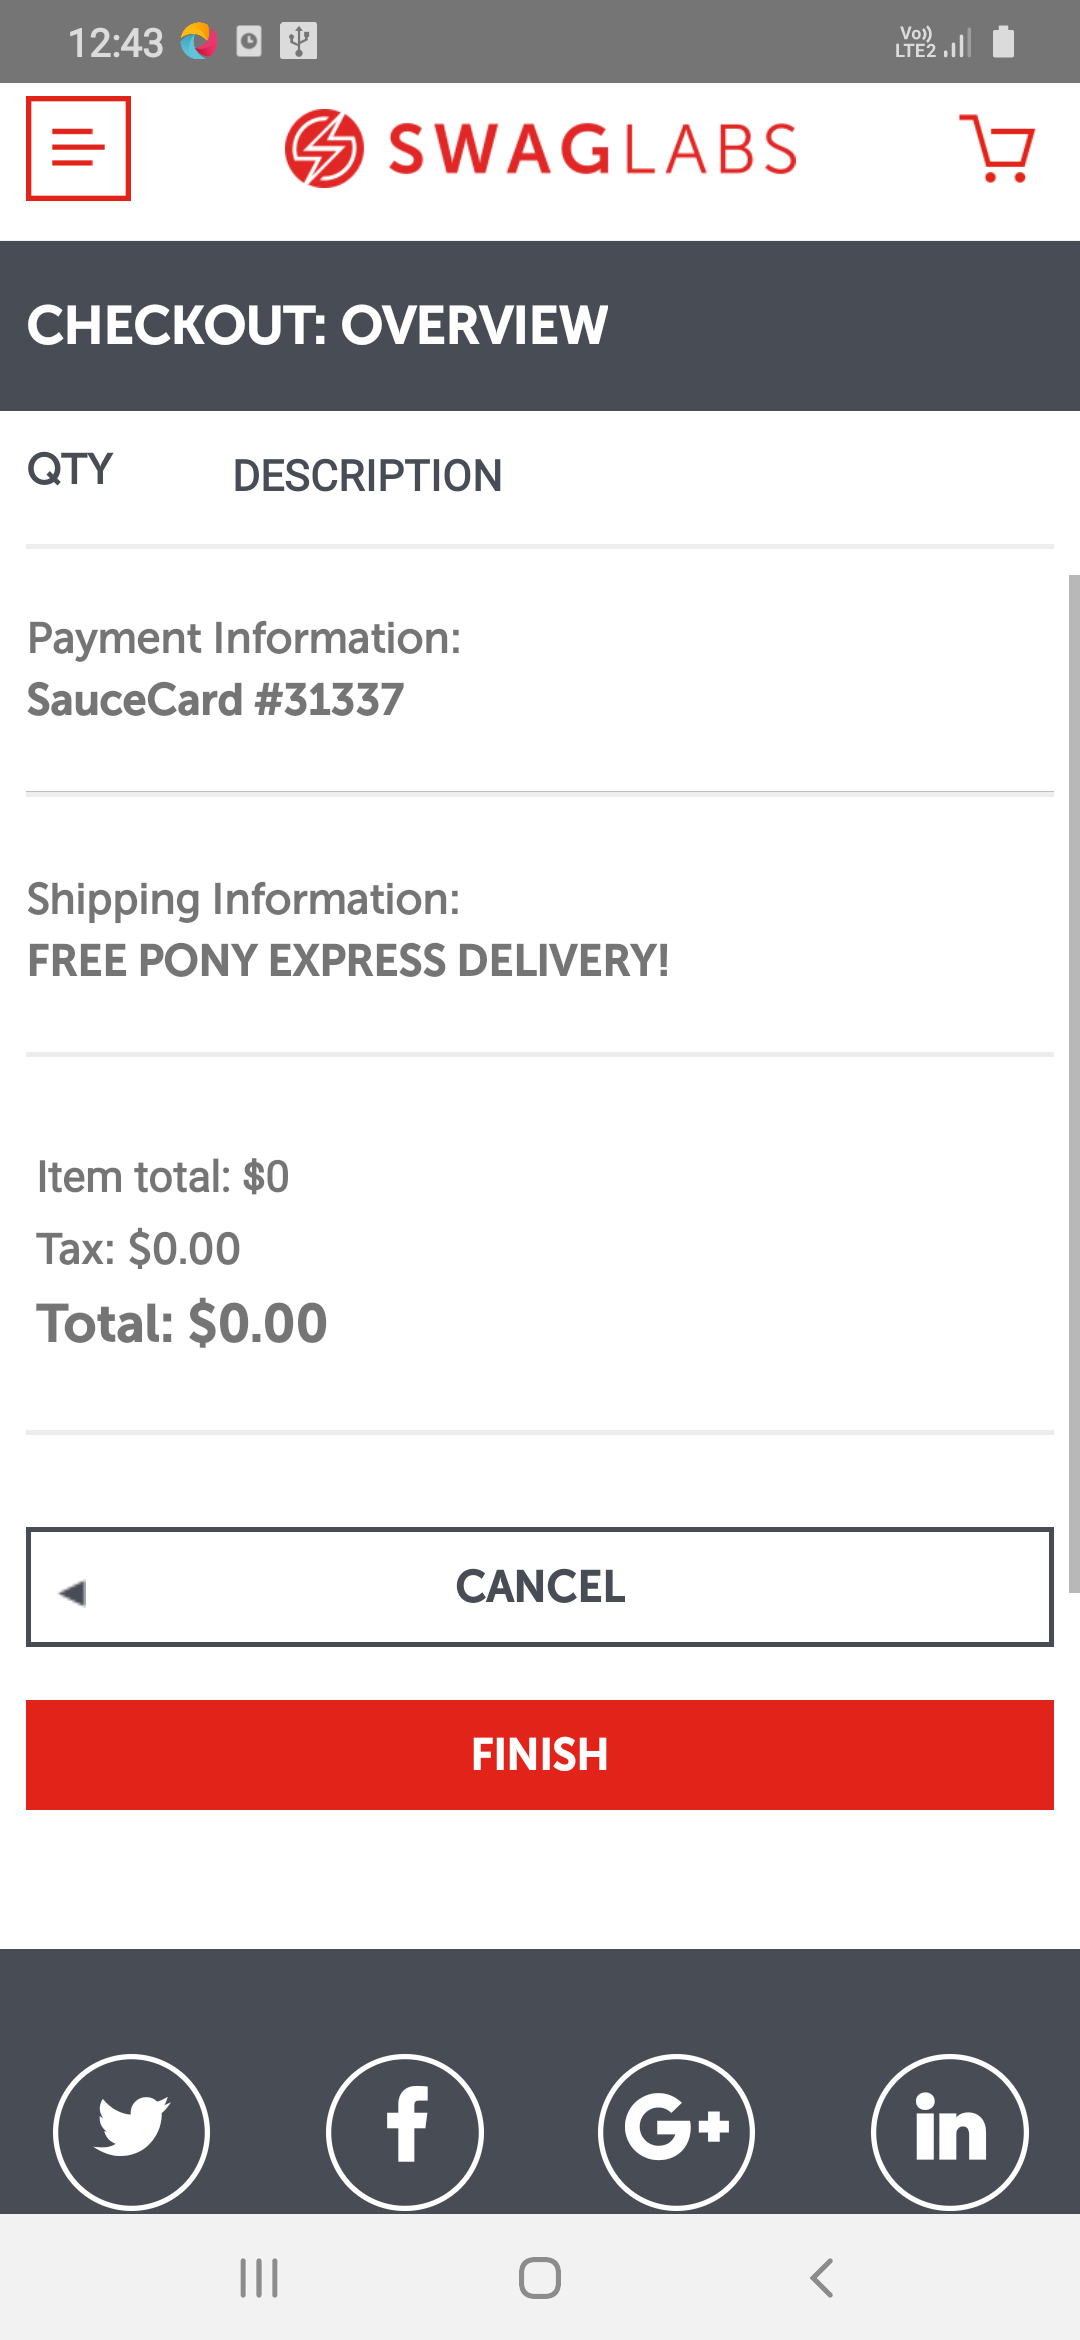 12:43
Vo)) LTE2
SWAGLABS
CHECKOUT: OVERVIEW
QTY DESCRIPTION
Payment Information:
SauceCard #31337
Shipping Information:
FREE PONY EXPRESS DELIVERY!
Item total: $0
Tax: $0.00
Total: $0.00
CANCEL
FINISH
f G+ in